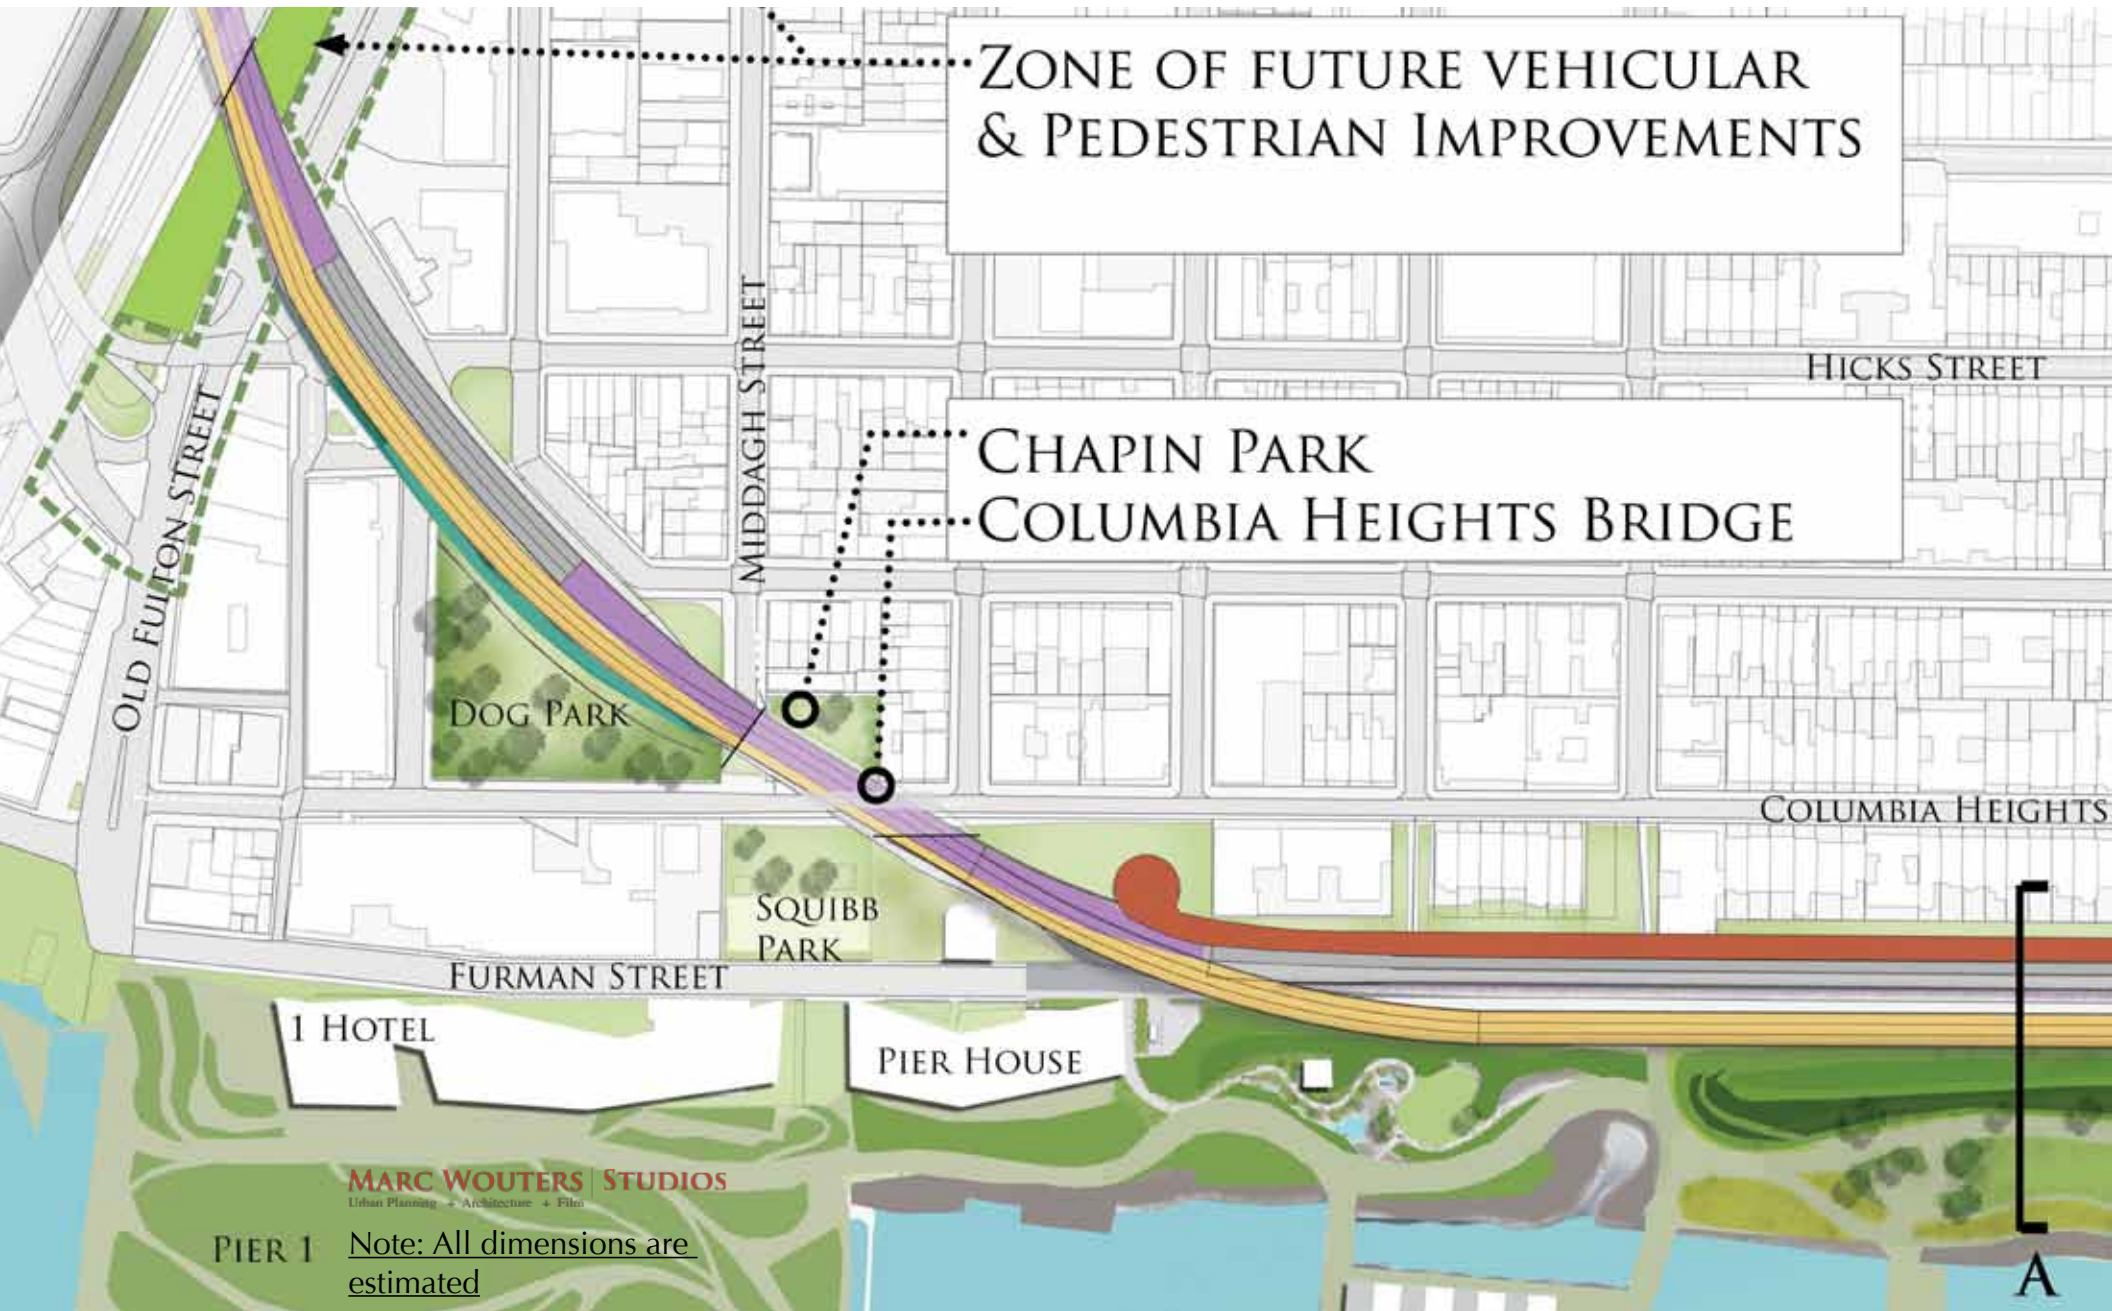 ZONE OF FUTURE VEHICULAR
& PEDESTRIAN IMPROVEMENTS
HICKS STREET
MIDDAGH STREET
CHAPIN PARK
COLUMBIA HEIGHTS BRIDGE
OLD FULTON STREET
DOG PARK
COLUMBIA HEIGHTS
SQUIBB
PARK
FURMAN STREET
1 HOTEL
PIER HOUSE
MARC WOUTERS | STUDIOS
Urban Planning + Architecture + Film
PIER 1
Note: All dimensions are
estimated
A